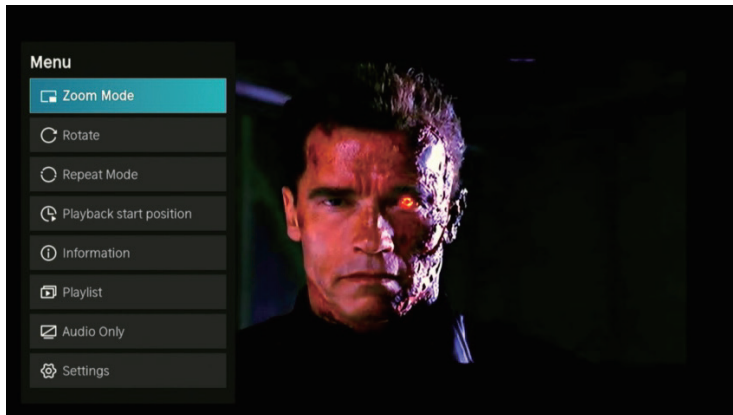 Menu
Zoom Mode
Rotate
Repeat Mode
Playback start position
Information
Playlist
Audio Only
Settings